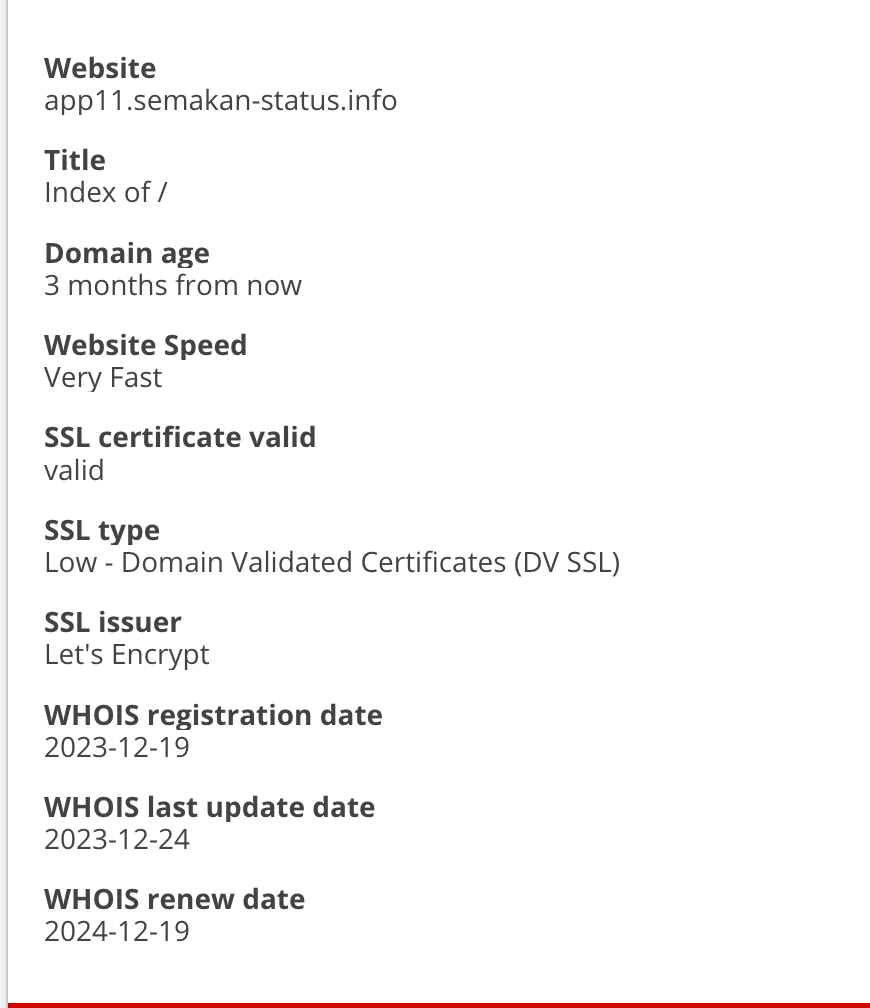 Website
app11.semakan-status.info
Title
Index of /
Domain age
3 months from now
Website Speed
Very Fast
SSL certificate valid
valid
SSL type
Low - Domain Validated Certificates (DV SSL)
SSL issuer
Let's Encrypt
WHOIS registration date
2023-12-19
WHOIS last update date
2023-12-24
WHOIS renew date
2024-12-19